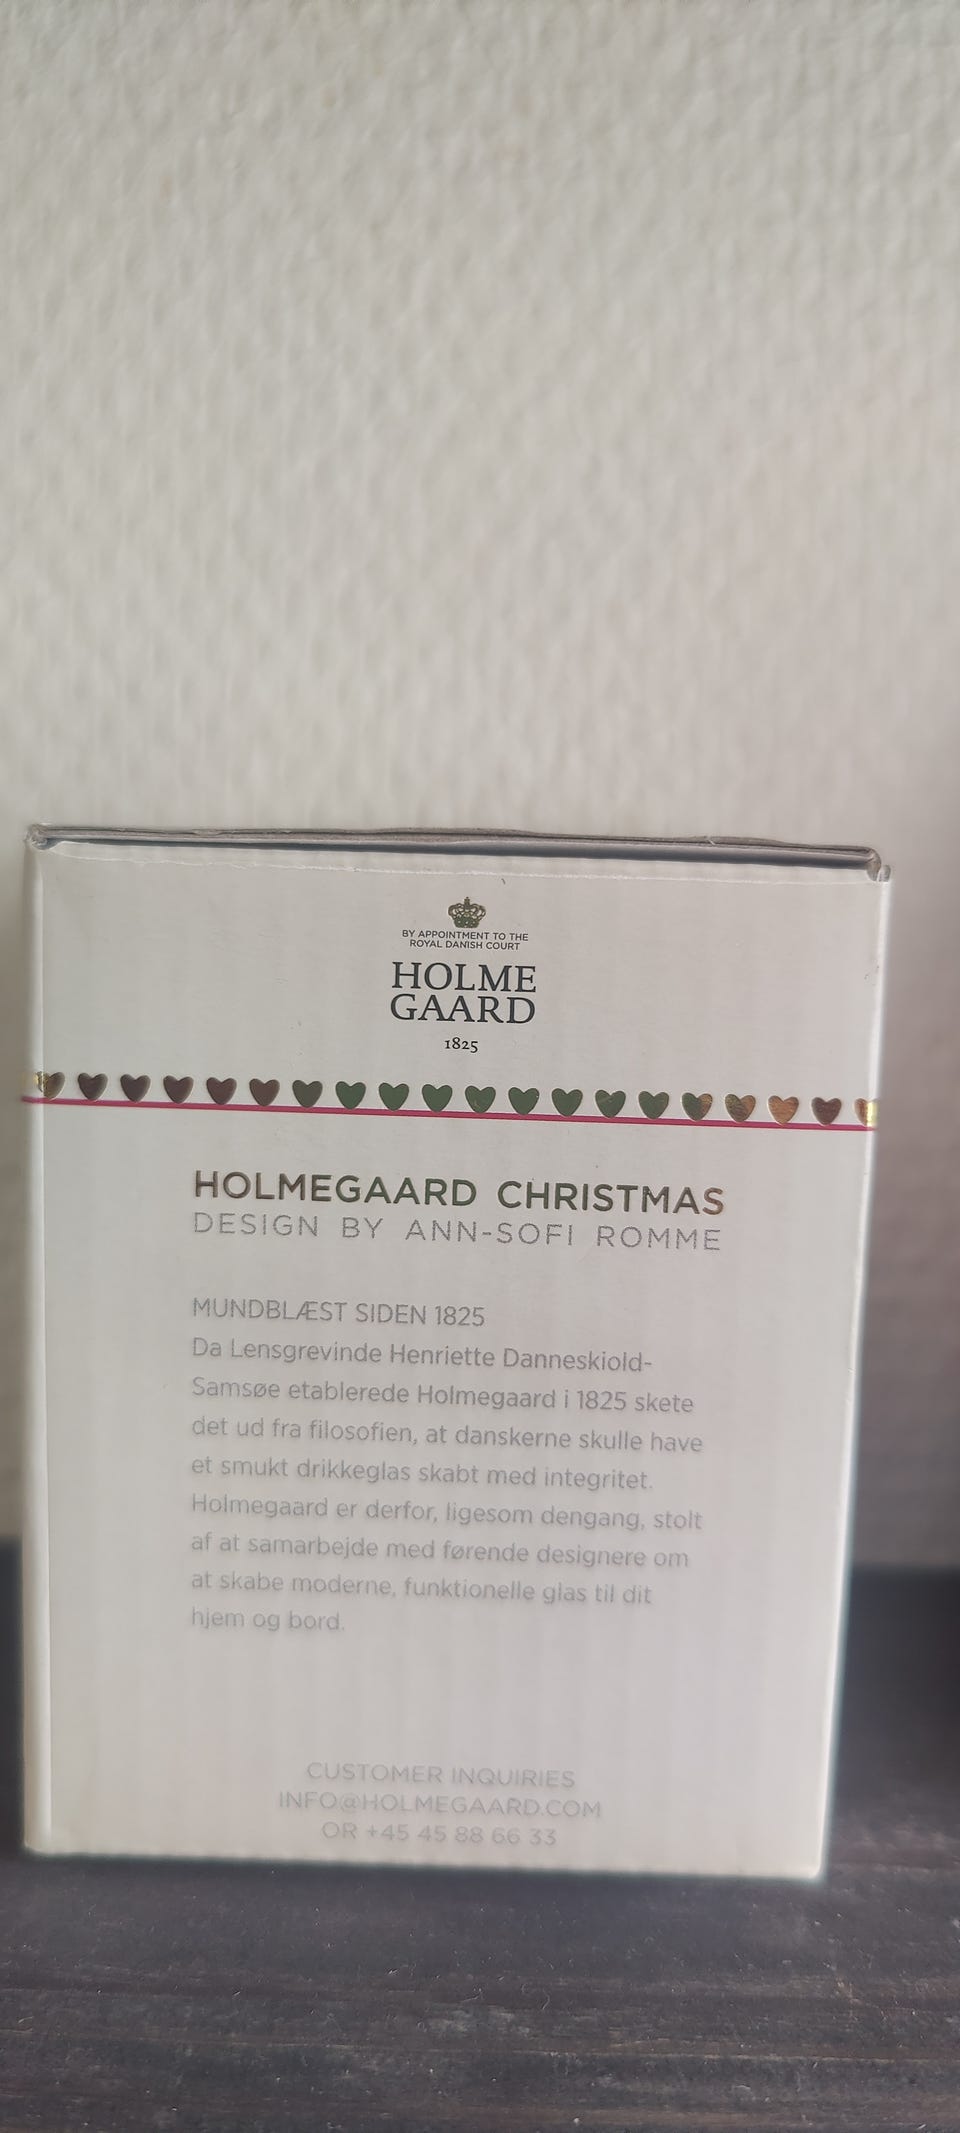 BY APPOINTMENT TO THE
ROYAL DANISH COURT
HOLME
GAARD
1825
HOLMEGAARD CHRISTMAS
DESIGN BY ANN-SOFI ROMME
MUNDBLÆST SIDEN 1825
Da Lensgrevinde Henriette Danneskiold-
Samsøe etablerede Holmegaard i 1825 skete
det ud fra filosofien, at danskerne skulle have
et smukt drikkeglas skabt med integritet.
Holmegaard er derfor, ligesom dengang, stolt
af at samarbejde med førende designere om
at skabe moderne, funktionelle glas til dit
hjem og bord.
CUSTOMER INQUIRIES
INFO@HOLMEGAARD.COM
OR +45 45 88 66 33